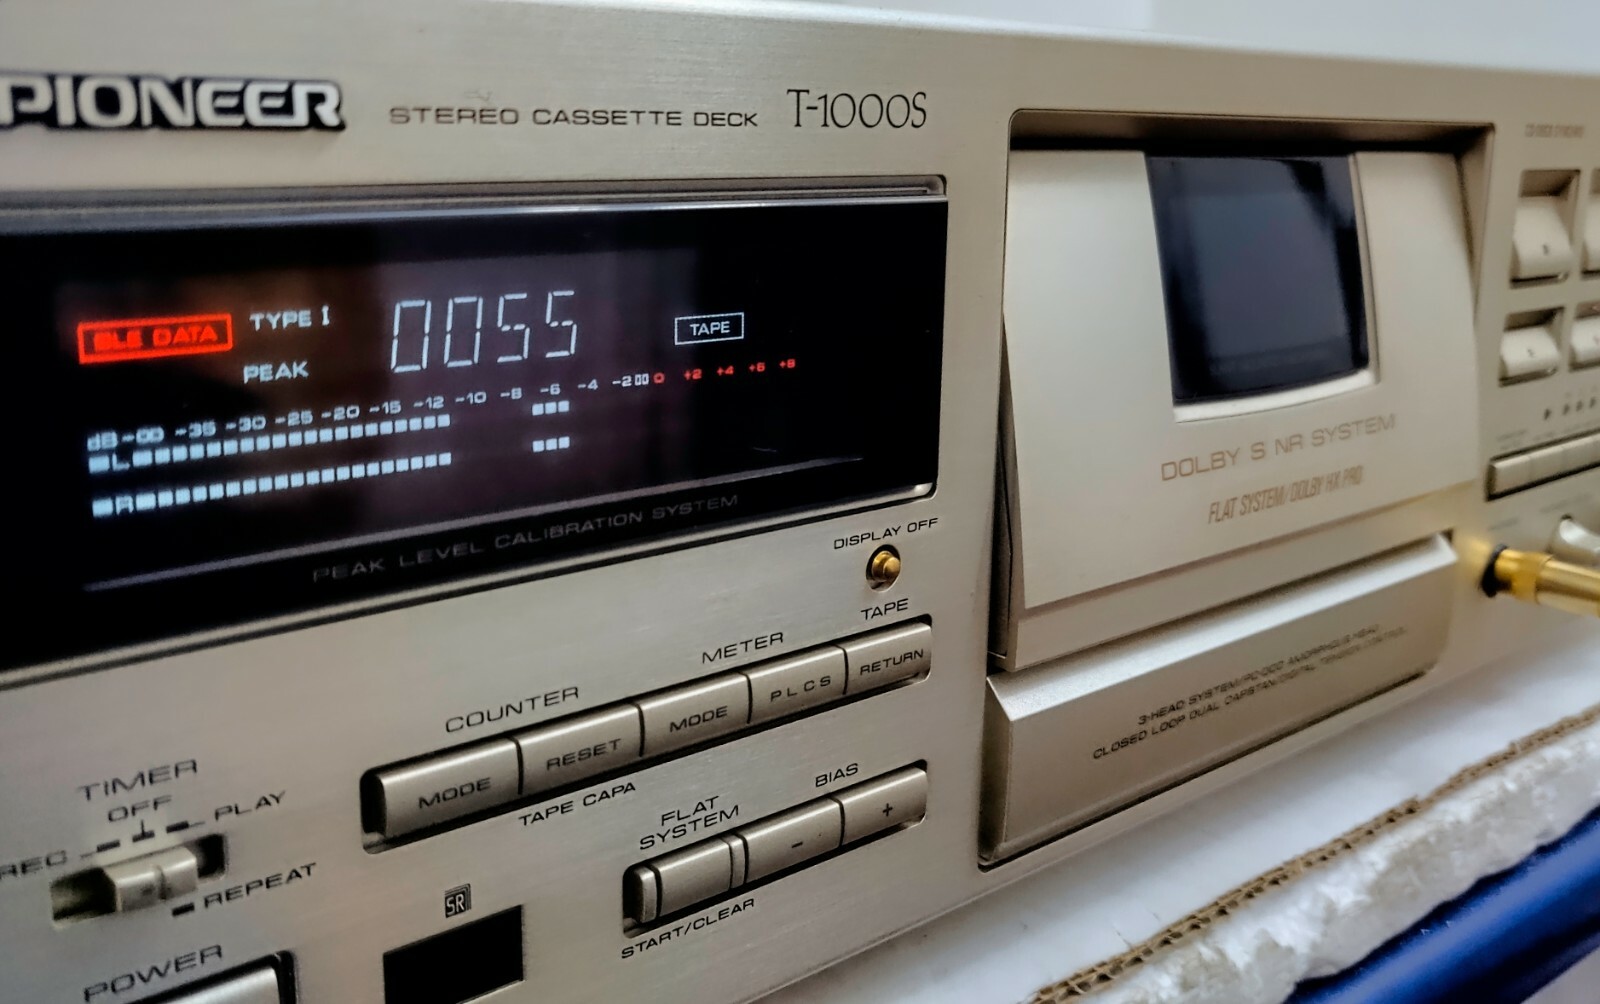 PIONEER
STEREO CASSETTE DECK T-1000S
BLE DATA TYPE I 0055 TAPE
PEAK
dB -∞ -35 -30 -25 -20 -15 -12 -10 -8 -6 -4 -2 0 +2 +4 +6 +8
L
R
PEAK LEVEL CALIBRATION SYSTEM
DISPLAY OFF
COUNTER METER TAPE
MODE RESET MODE PLCS RETURN
TAPE CAPA
TIMER
OFF
REC PLAY
REPEAT
FLAT SYSTEM BIAS
- +
START/CLEAR
SR
POWER
DOLBY S NR SYSTEM
FLAT SYSTEM/DOLBY HX PRO
3-HEAD SYSTEM/PC-OCC AMORPHOUS HEAD
CLOSED LOOP DUAL CAPSTAN/DIGITAL TENSION CONTROL